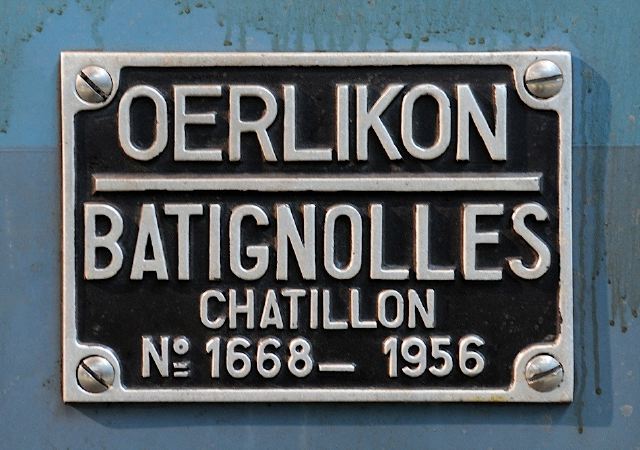 OERLIKON
BATIGNOLLES
CHATILLON
Nº 1668— 1956